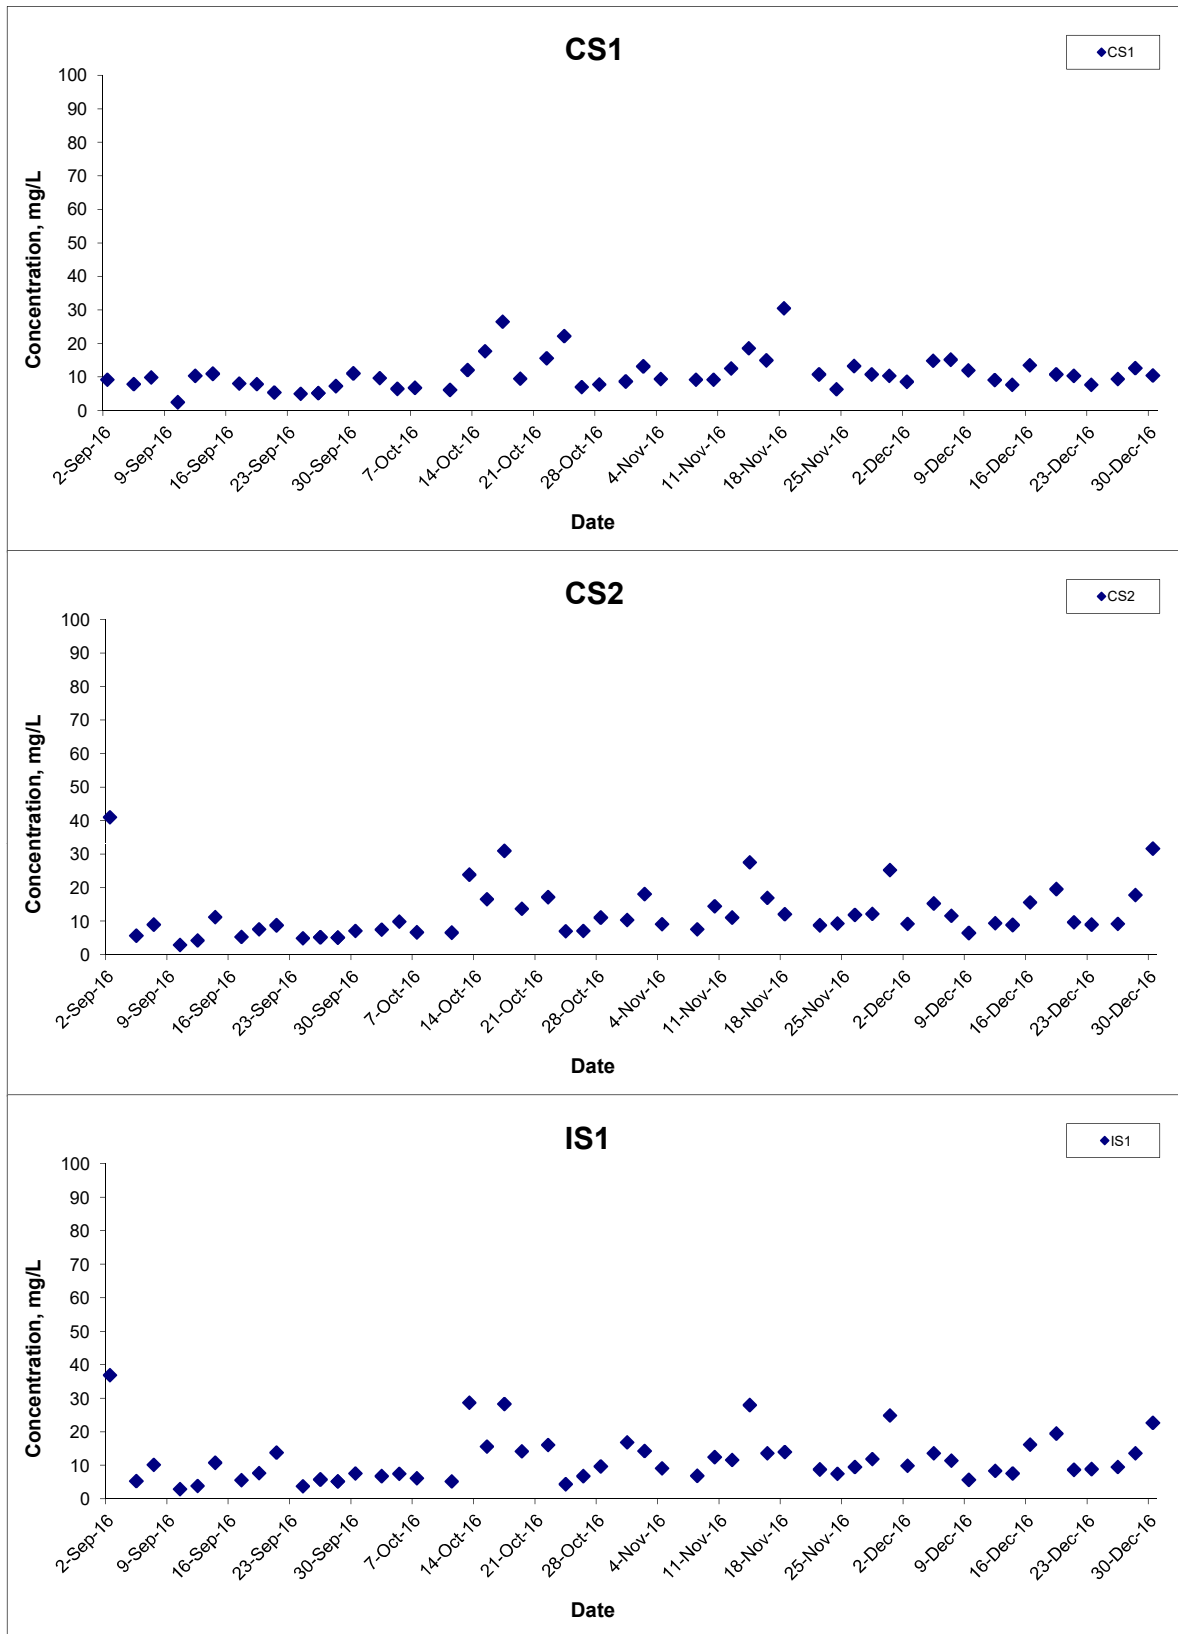 CS1
CS1
100
90
80
70
60
50
40
30
20
10
0
Concentration, mg/L
2-Sep-16
9-Sep-16
16-Sep-16
23-Sep-16
30-Sep-16
7-Oct-16
14-Oct-16
21-Oct-16
28-Oct-16
4-Nov-16
11-Nov-16
18-Nov-16
25-Nov-16
2-Dec-16
9-Dec-16
16-Dec-16
23-Dec-16
30-Dec-16
Date
CS2
CS2
100
90
80
70
60
50
40
30
20
10
0
Concentration, mg/L
2-Sep-16
9-Sep-16
16-Sep-16
23-Sep-16
30-Sep-16
7-Oct-16
14-Oct-16
21-Oct-16
28-Oct-16
4-Nov-16
11-Nov-16
18-Nov-16
25-Nov-16
2-Dec-16
9-Dec-16
16-Dec-16
23-Dec-16
30-Dec-16
Date
IS1
IS1
100
90
80
70
60
50
40
30
20
10
0
Concentration, mg/L
2-Sep-16
9-Sep-16
16-Sep-16
23-Sep-16
30-Sep-16
7-Oct-16
14-Oct-16
21-Oct-16
28-Oct-16
4-Nov-16
11-Nov-16
18-Nov-16
25-Nov-16
2-Dec-16
9-Dec-16
16-Dec-16
23-Dec-16
30-Dec-16
Date